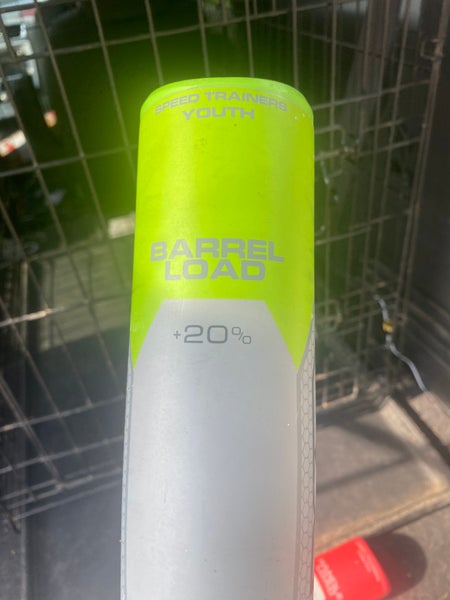 SPEED TRAINERS
YOUTH
BARREL
LOAD
+20%